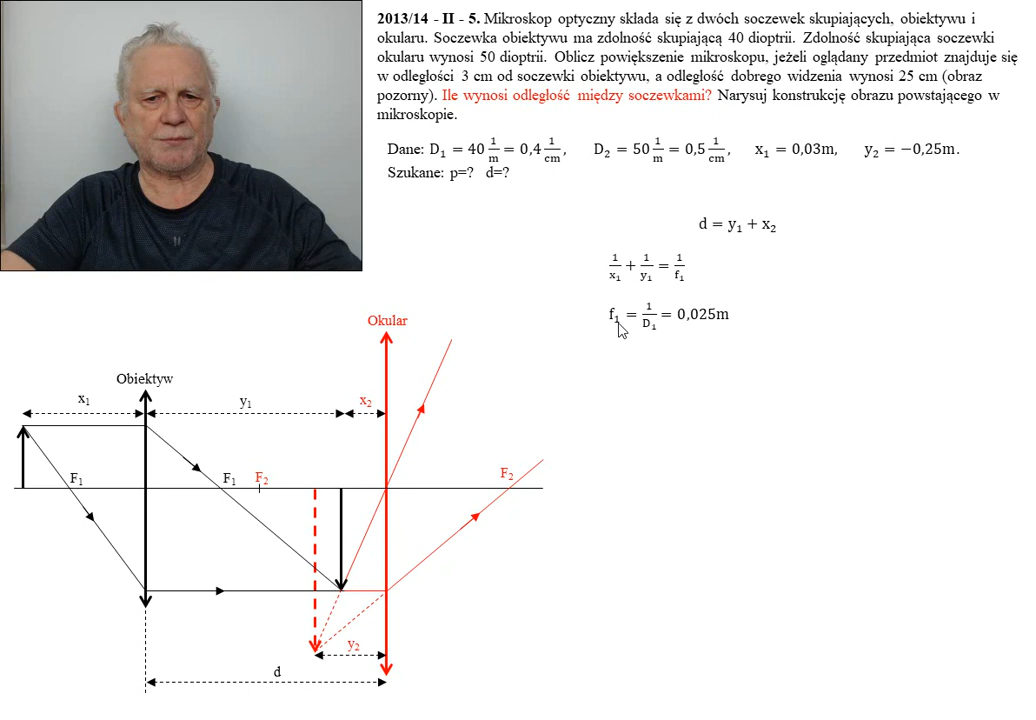 2013/14 - II - 5. Mikroskop optyczny składa się z dwóch soczewek skupiających, obiektywu i
okularu. Soczewka obiektywu ma zdolność skupiającą 40 dioptrii. Zdolność skupiająca soczewki
okularu wynosi 50 dioptrii. Oblicz powiększenie mikroskopu, jeżeli oglądany przedmiot znajduje się
w odległości 3 cm od soczewki obiektywu, a odległość dobrego widzenia wynosi 25 cm (obraz
pozorny). Ile wynosi odległość między soczewkami? Narysuj konstrukcję obrazu powstającego w
mikroskopie.
Dane: D₁ = 40 1/m = 0,4 1/cm, D₂ = 50 1/m = 0,5 1/cm, x₁ = 0,03m, y₂ = −0,25m.
Szukane: p=? d=?
d = y₁ + x₂
1/x₁ + 1/y₁ = 1/f₁
f₁ = 1/D₁ = 0,025m
Okular
Obiektyw
x₁ y₁ x₂
F₁ F₁ F₂ F₂
y₂
d